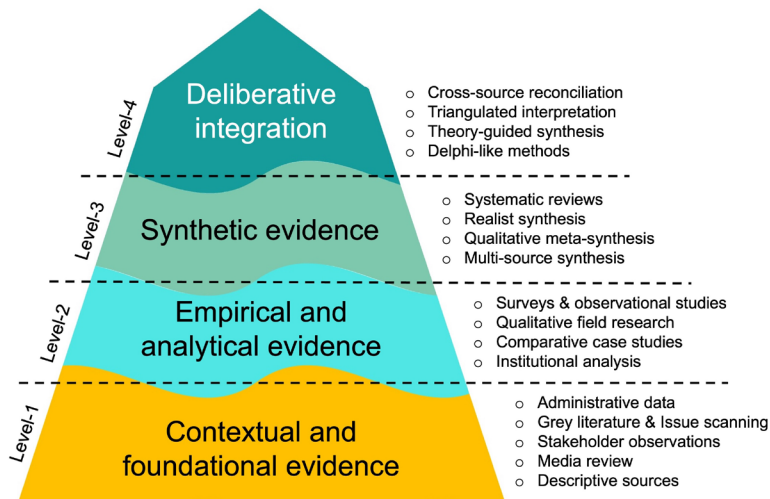 Level-4
Deliberative
integration
○ Cross-source reconciliation
○ Triangulated interpretation
○ Theory-guided synthesis
○ Delphi-like methods
Level-3
Synthetic evidence
○ Systematic reviews
○ Realist synthesis
○ Qualitative meta-synthesis
○ Multi-source synthesis
Level-2
Empirical and
analytical evidence
○ Surveys & observational studies
○ Qualitative field research
○ Comparative case studies
○ Institutional analysis
Level-1
Contextual and
foundational evidence
○ Administrative data
○ Grey literature & Issue scanning
○ Stakeholder observations
○ Media review
○ Descriptive sources